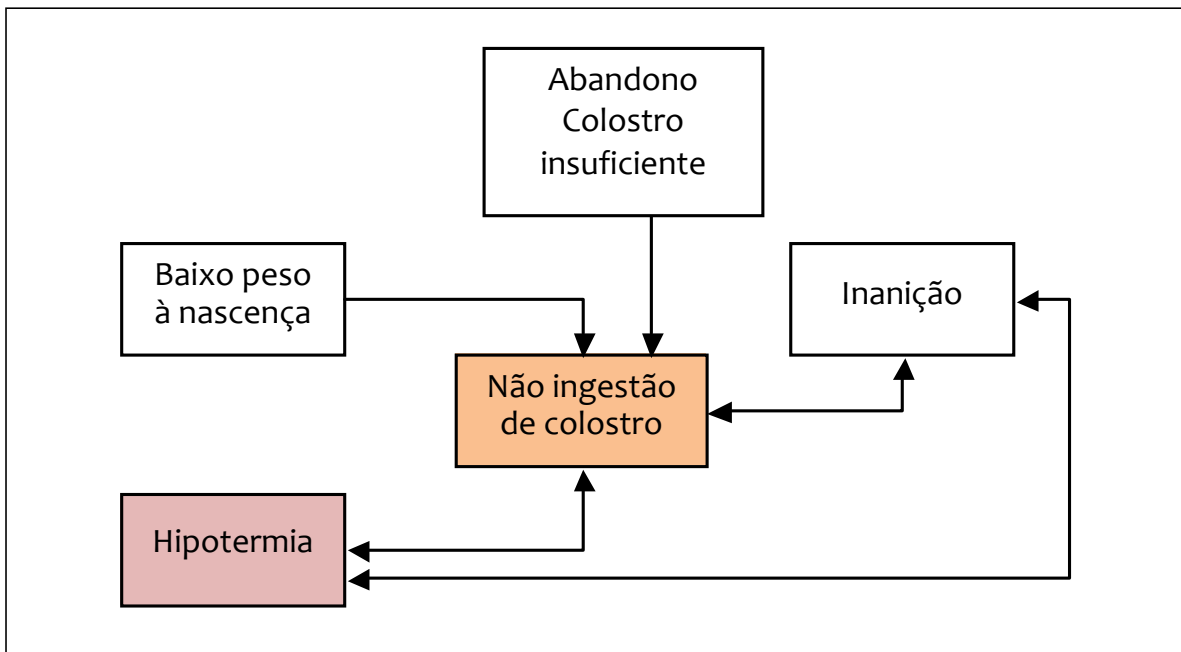 Abandono
Colostro
insuficiente
Baixo peso
à nascença
Inanição
Não ingestão
de colostro
Hipotermia